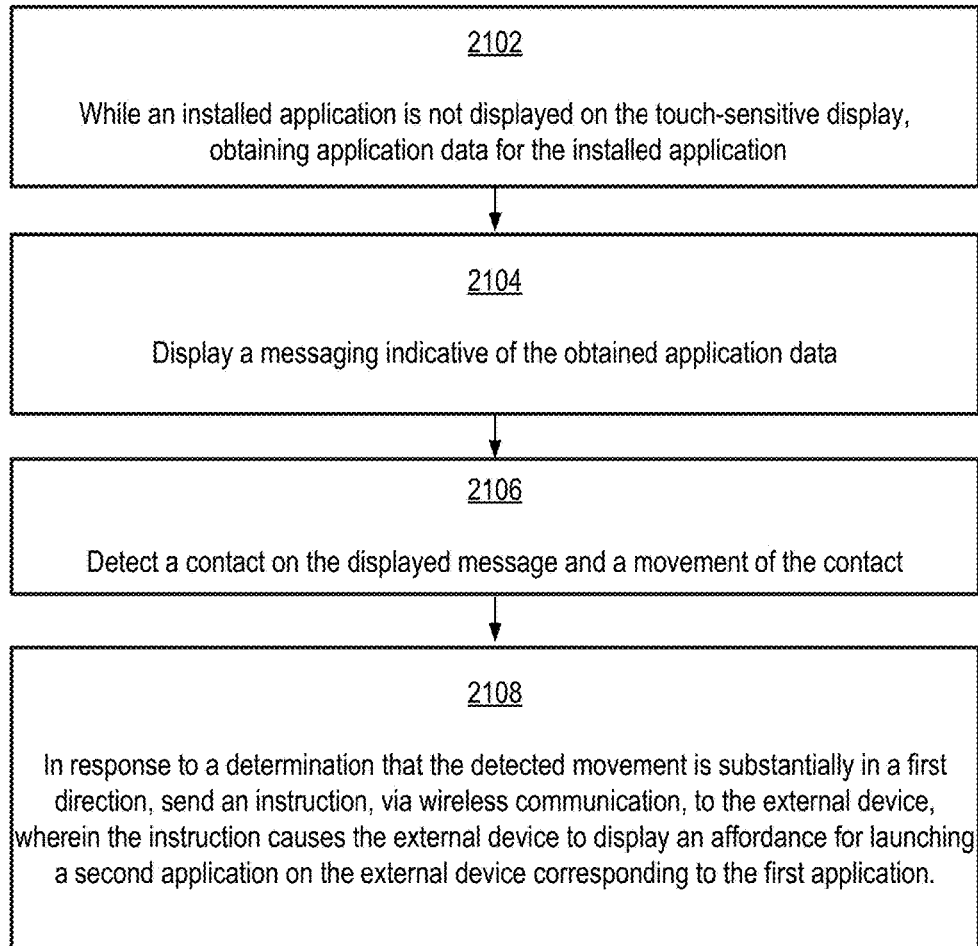 2102
While an installed application is not displayed on the touch-sensitive display,
obtaining application data for the installed application
2104
Display a messaging indicative of the obtained application data
2106
Detect a contact on the displayed message and a movement of the contact
2108
In response to a determination that the detected movement is substantially in a first
direction, send an instruction, via wireless communication, to the external device,
wherein the instruction causes the external device to display an affordance for launching
a second application on the external device corresponding to the first application.